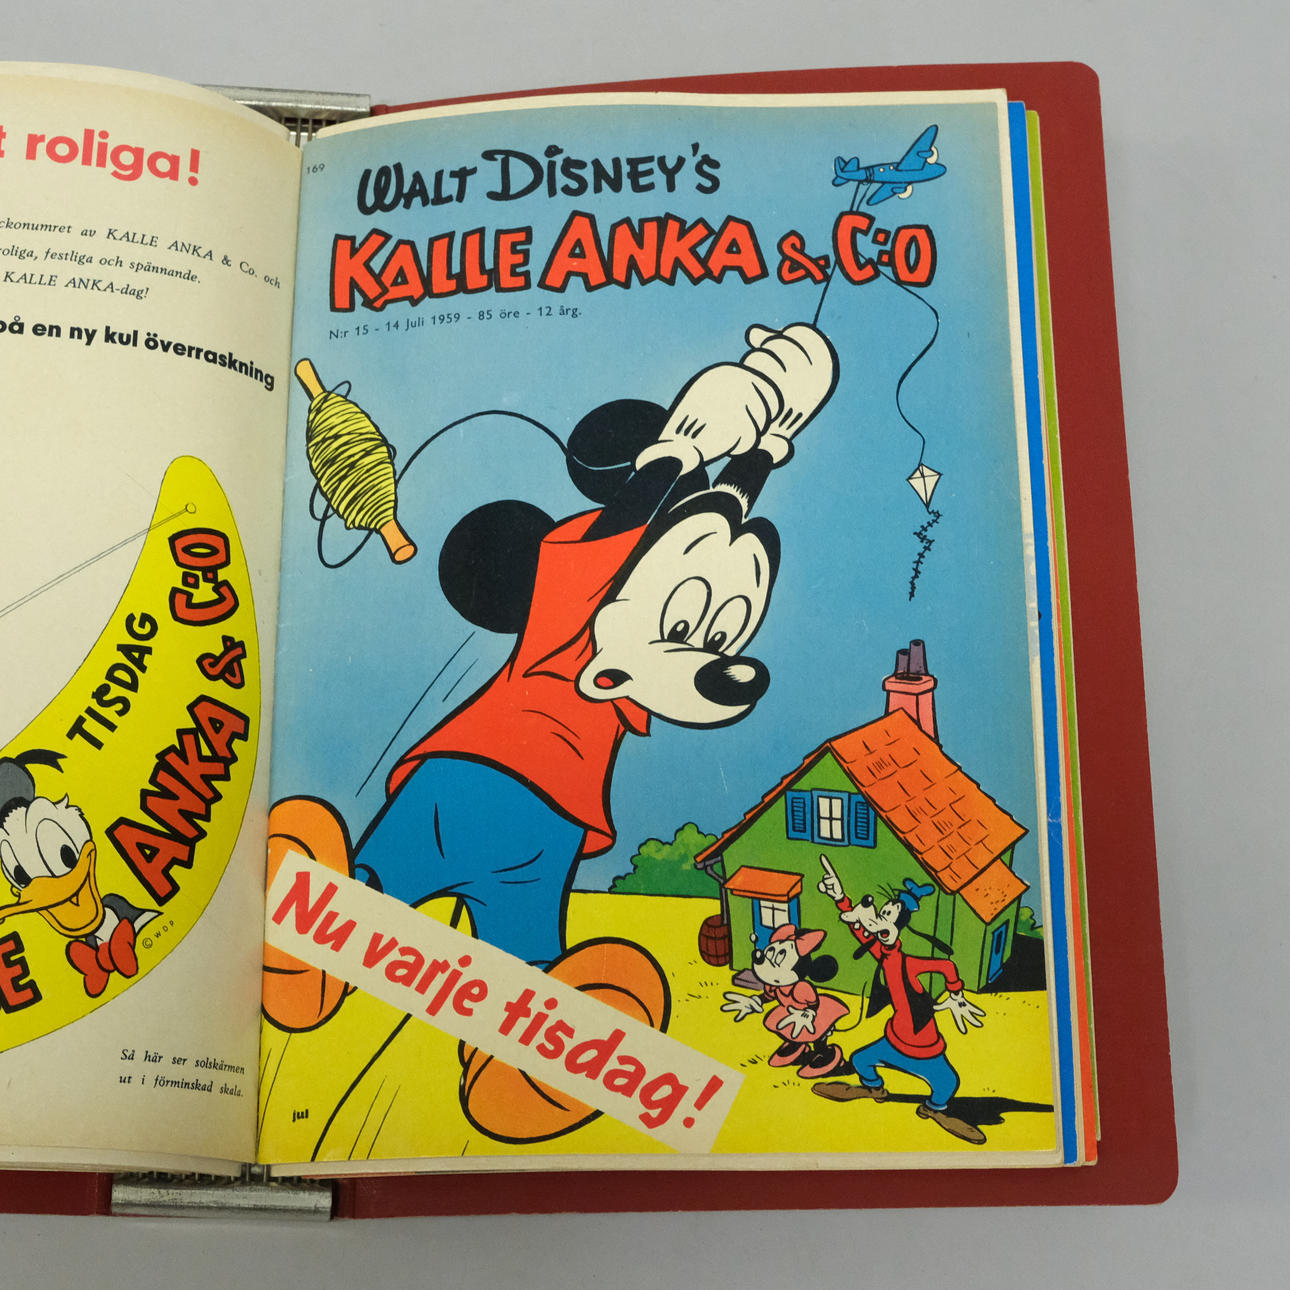 t roliga!
ckonumret av KALLE ANKA & Co. och
roliga, festliga och spännande.
KALLE ANKA-dag!
på en ny kul överraskning
TISDAG
ANKA & C:O
© WDP
Så här ser solskärmen
ut i förminskad skala.
169
WALT DISNEY'S
KALLE ANKA & C:O
N:r 15 - 14 Juli 1959 - 85 öre - 12 årg.
Nu varje tisdag!
jul